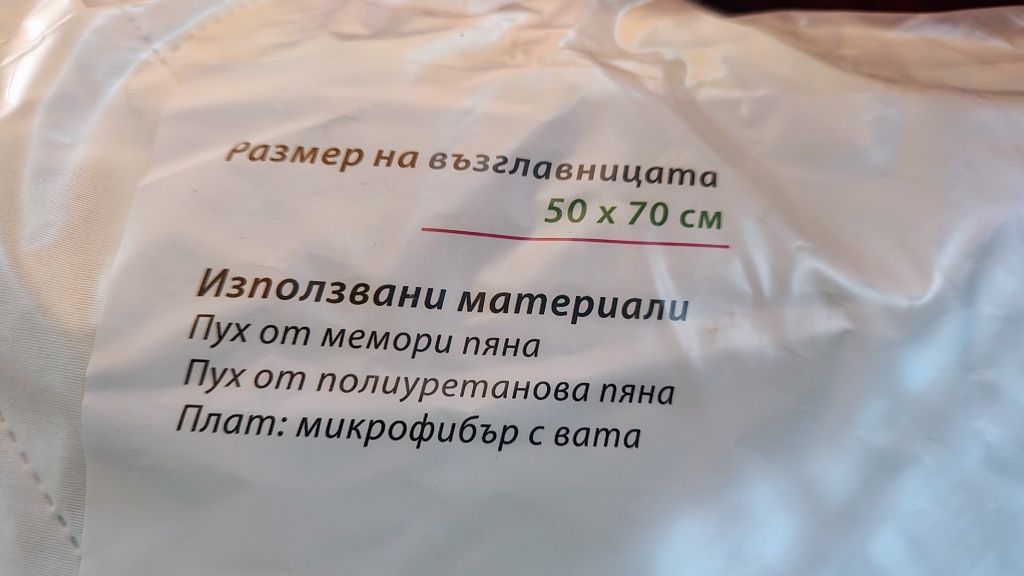 Размер на възглавницата
50 x 70 см
Използвани материали
Пух от мемори пяна
Пух от полиуретанова пяна
Плат: микрофибър с вата